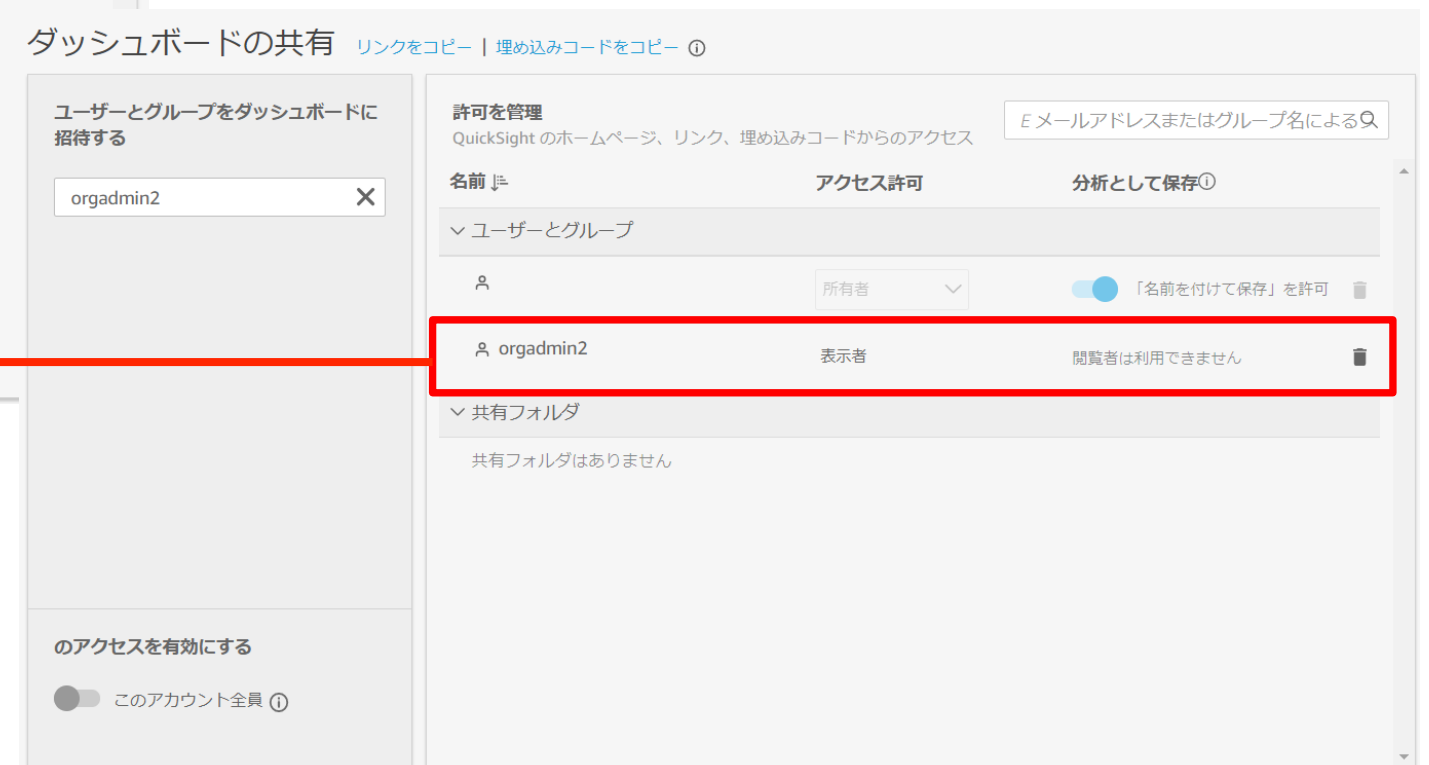 ダッシュボードの共有 リンクをコピー | 埋め込みコードをコピー
ユーザーとグループをダッシュボードに
招待する
orgadmin2
許可を管理
QuickSight のホームページ、リンク、埋め込みコードからのアクセス
E メールアドレスまたはグループ名による
名前 アクセス許可 分析として保存
ユーザーとグループ
所有者 「名前を付けて保存」を許可
orgadmin2 表示者 閲覧者は利用できません
共有フォルダ
共有フォルダはありません
のアクセスを有効にする
このアカウント全員